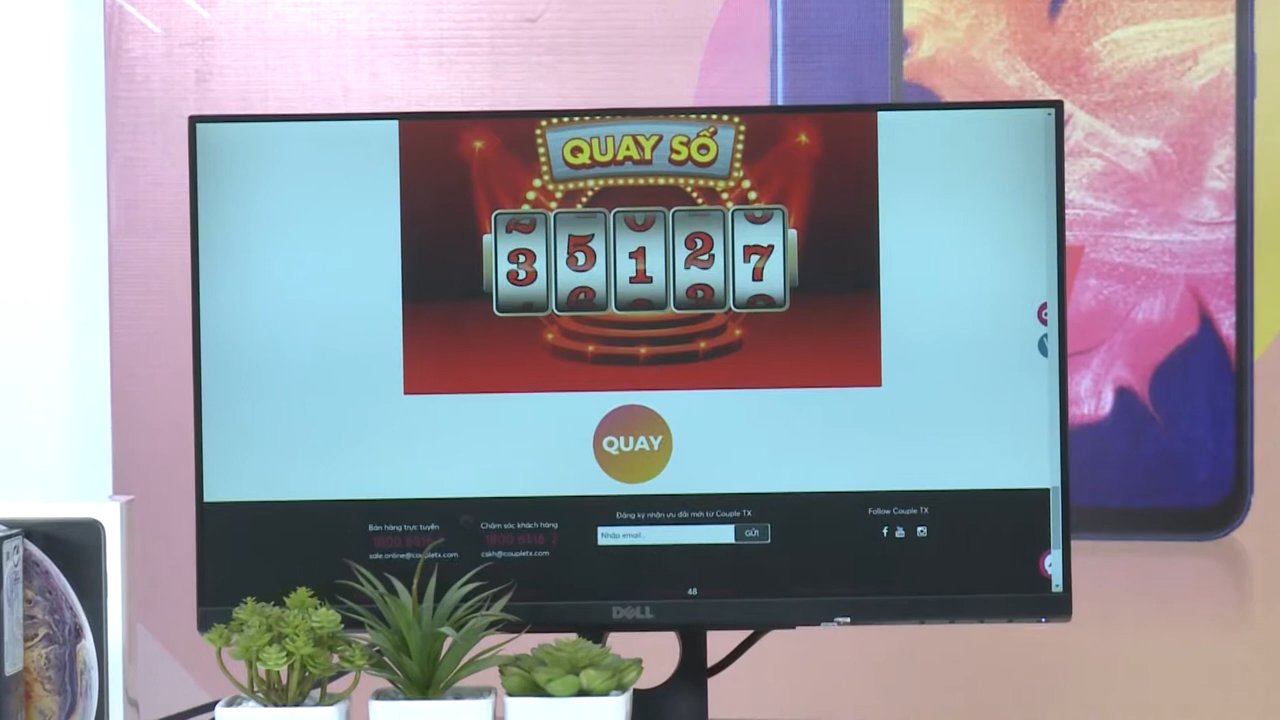 QUAY SỐ
3 5 1 2 7
QUAY
Bán hàng trực tuyến
sale.online@coupletx.com
Chăm sóc khách hàng
cskh@coupletx.com
Đăng ký nhận ưu đãi mới từ Couple TX
Nhập email..
GỬI
Follow Couple TX
48
DELL